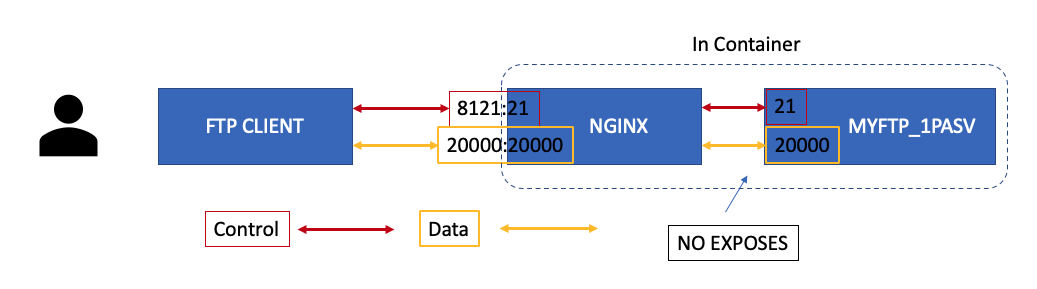 In Container
FTP CLIENT
8121:21
20000:20000
NGINX
21
20000
MYFTP_1PASV
Control
Data
NO EXPOSES